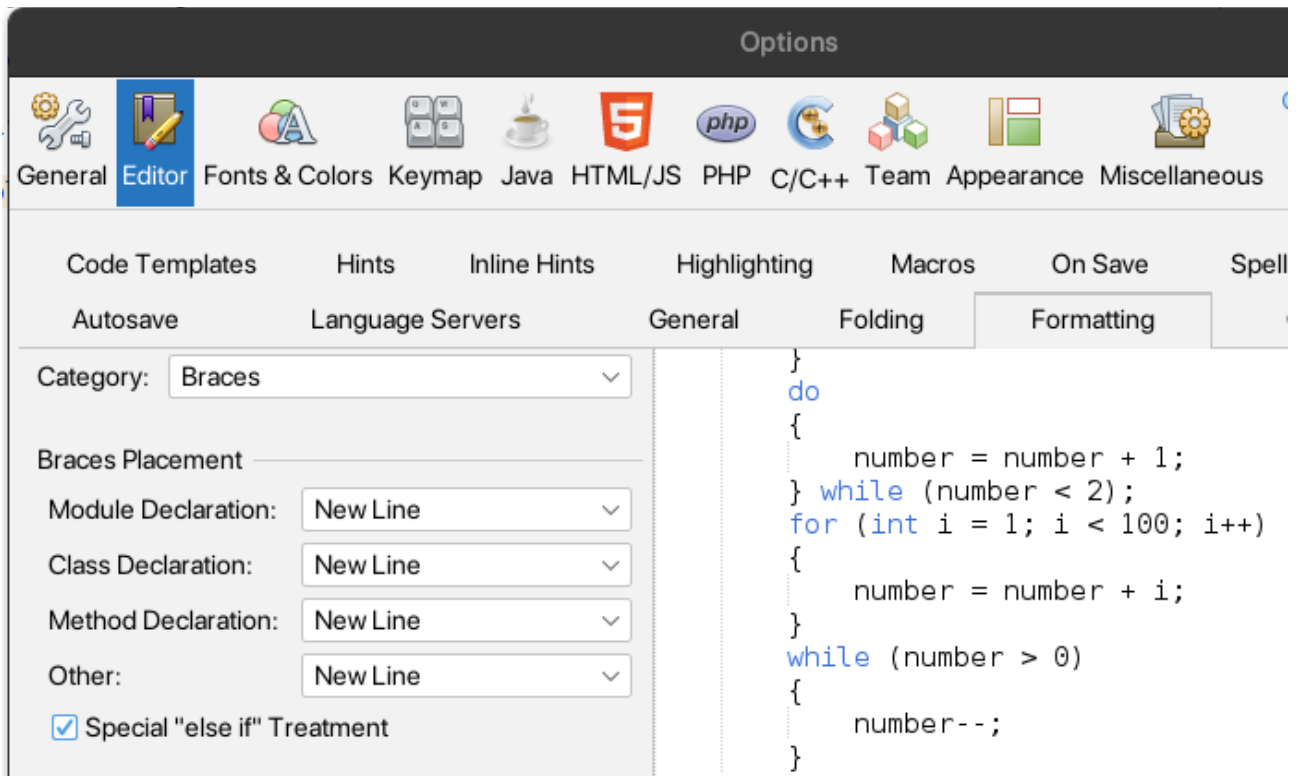 Options
php
General Editor Fonts & Colors Keymap Java HTML/JS PHP C/C++ Team Appearance Miscellaneous
Code Templates Hints Inline Hints Highlighting Macros On Save Spell
Autosave Language Servers General Folding Formatting
Category: Braces
Braces Placement
Module Declaration: New Line
Class Declaration: New Line
Method Declaration: New Line
Other: New Line
Special "else if" Treatment
}
do
{
number = number + 1;
} while (number < 2);
for (int i = 1; i < 100; i++)
{
number = number + i;
}
while (number > 0)
{
number--;
}